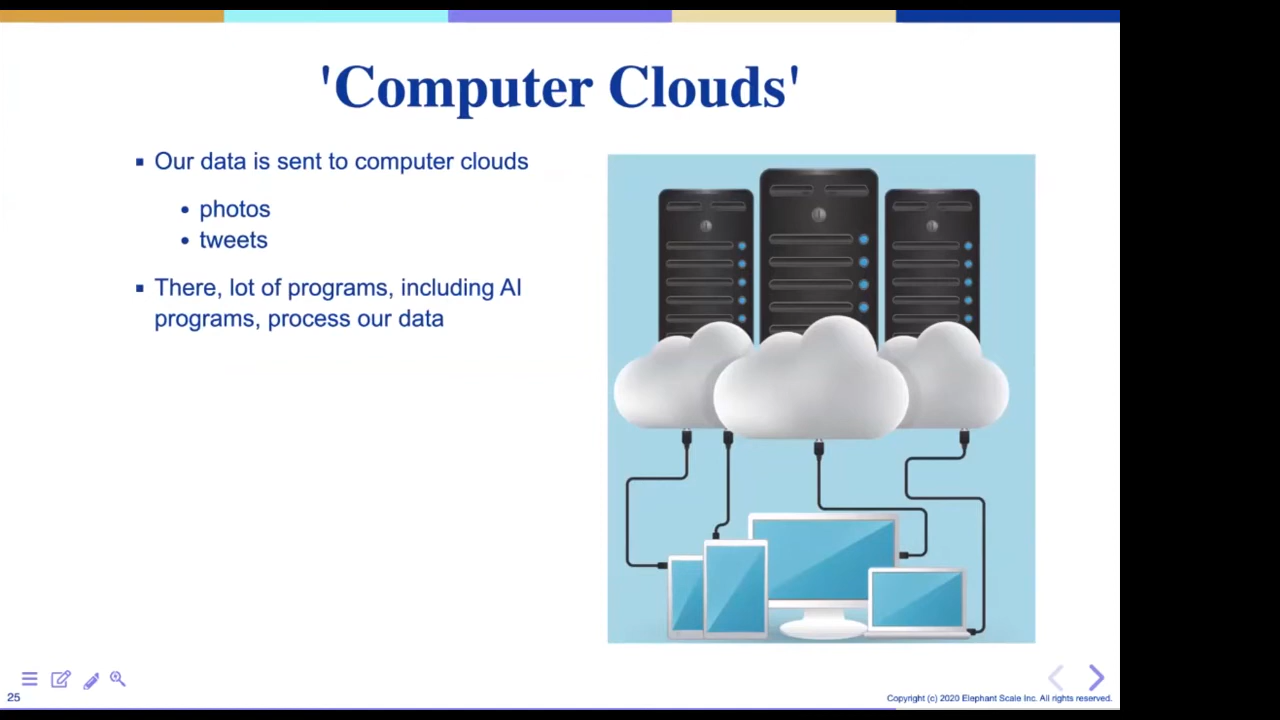 'Computer Clouds'
Our data is sent to computer clouds
photos
tweets
There, lot of programs, including AI
programs, process our data
25
Copyright (c) 2020 Elephant Scale Inc. All rights reserved.